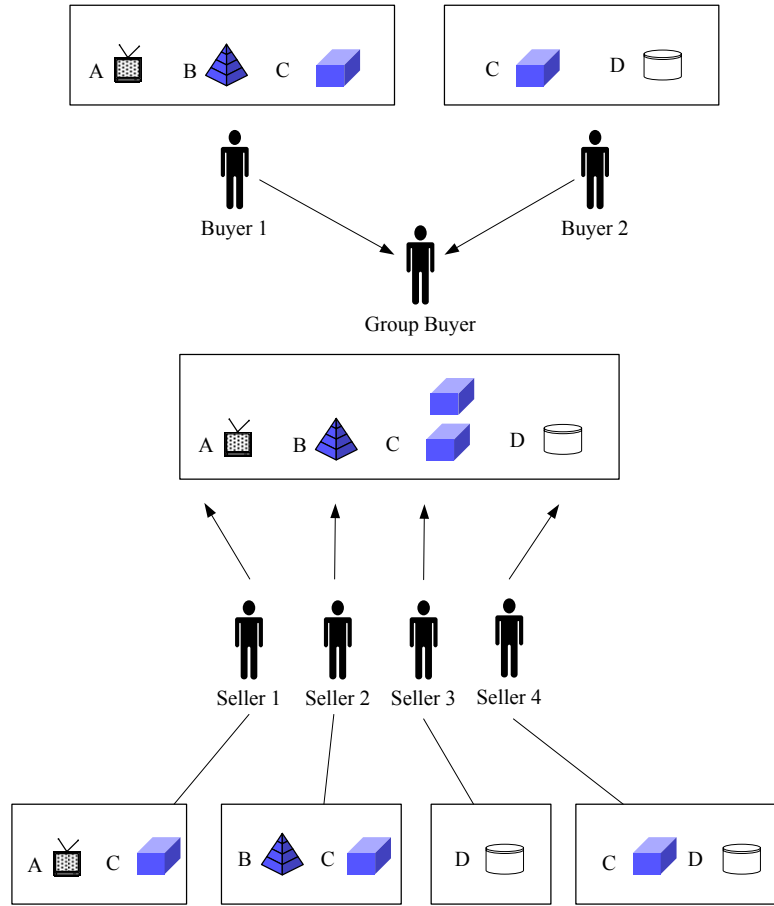 A B C
C D
Buyer 1
Buyer 2
Group Buyer
A B C D
Seller 1 Seller 2 Seller 3 Seller 4
A C
B C
D
C D